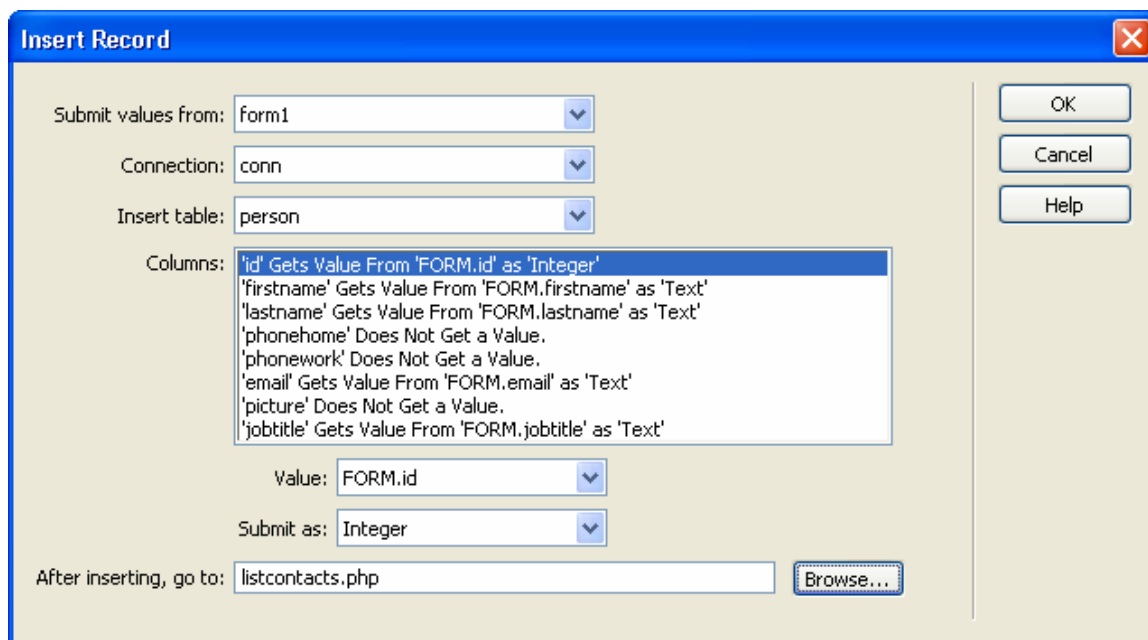 Insert Record
Submit values from: form1
OK
Connection: conn
Cancel
Insert table: person
Help
Columns: 'id' Gets Value From 'FORM.id' as 'Integer'
'firstname' Gets Value From 'FORM.firstname' as 'Text'
'lastname' Gets Value From 'FORM.lastname' as 'Text'
'phonehome' Does Not Get a Value.
'phonework' Does Not Get a Value.
'email' Gets Value From 'FORM.email' as 'Text'
'picture' Does Not Get a Value.
'jobtitle' Gets Value From 'FORM.jobtitle' as 'Text'
Value: FORM.id
Submit as: Integer
After inserting, go to: listcontacts.php Browse...